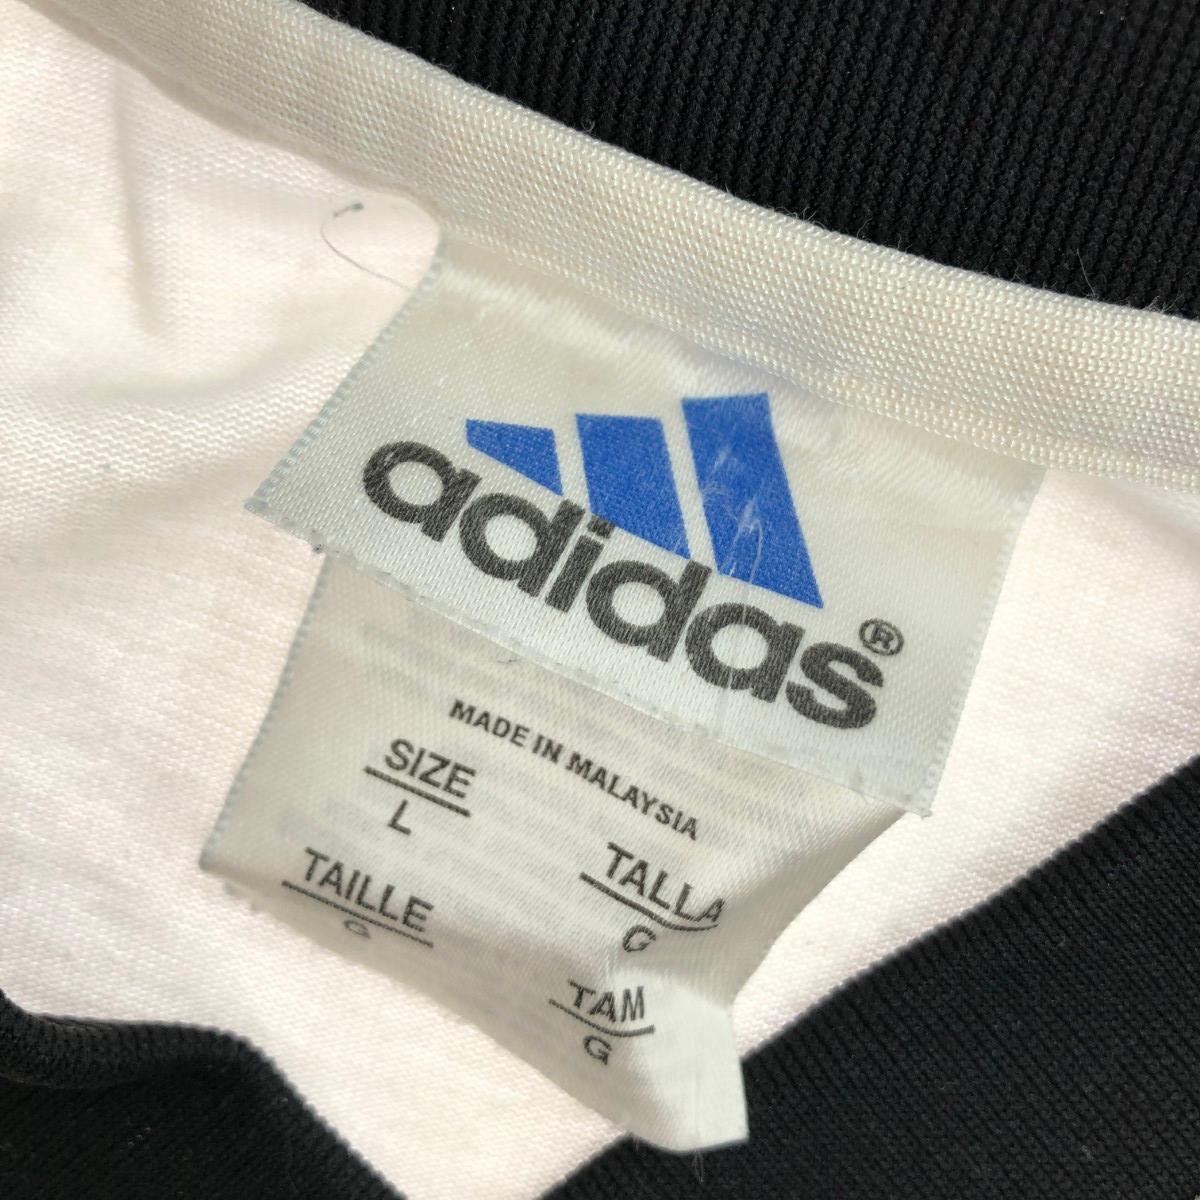 adidas®
MADE IN MALAYSIA
SIZE
L
TALLA
G
TAILLE
G
TAM
G